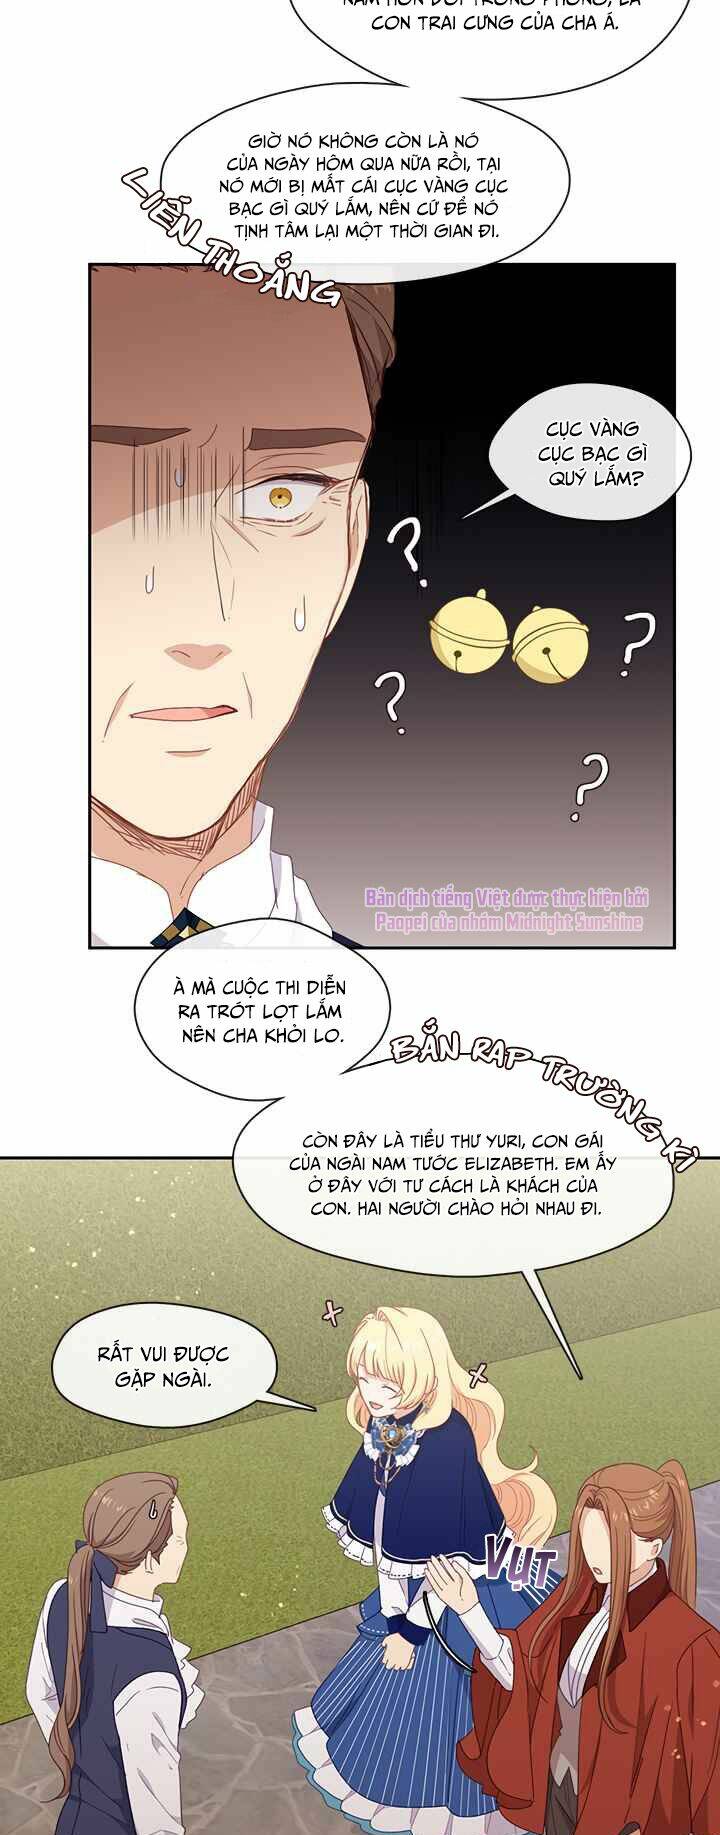 NẰM HÔN ĐỐI TRONG PHÒNG, LÀ
CON TRAI CƯNG CỦA CHA Á.
GIỜ NÓ KHÔNG CÒN LÀ NÓ
CỦA NGÀY HÔM QUA NỮA RỒI, TẠI
NÓ MỚI BỊ MẤT CÁI CỤC VÀNG CỤC
BẠC GÌ QUÝ LẮM, NÊN CỨ ĐỂ NÓ
TỊNH TÂM LẠI MỘT THỜI GIAN ĐI.
LIẾN THOẮNG
CỤC VÀNG
CỤC BẠC GÌ
QUÝ LẮM?
?
?
?
?
Bản dịch tiếng Việt được thực hiện bởi
Paopei của nhóm Midnight Sunshine
À MÀ CUỘC THI DIỄN
RA TRÓT LỌT LẮM
NÊN CHA KHỎI LO.
BẮN RAP TRƯỜNG KÌ
CÒN ĐÂY LÀ TIỂU THƯ YURI, CON GÁI
CỦA NGÀI NAM TƯỚC ELIZABETH. EM ẤY
Ở ĐÂY VỚI TƯ CÁCH LÀ KHÁCH CỦA
CON. HAI NGƯỜI CHÀO HỎI NHAU ĐI.
RẤT VUI ĐƯỢC
GẶP NGÀI.
VỤT